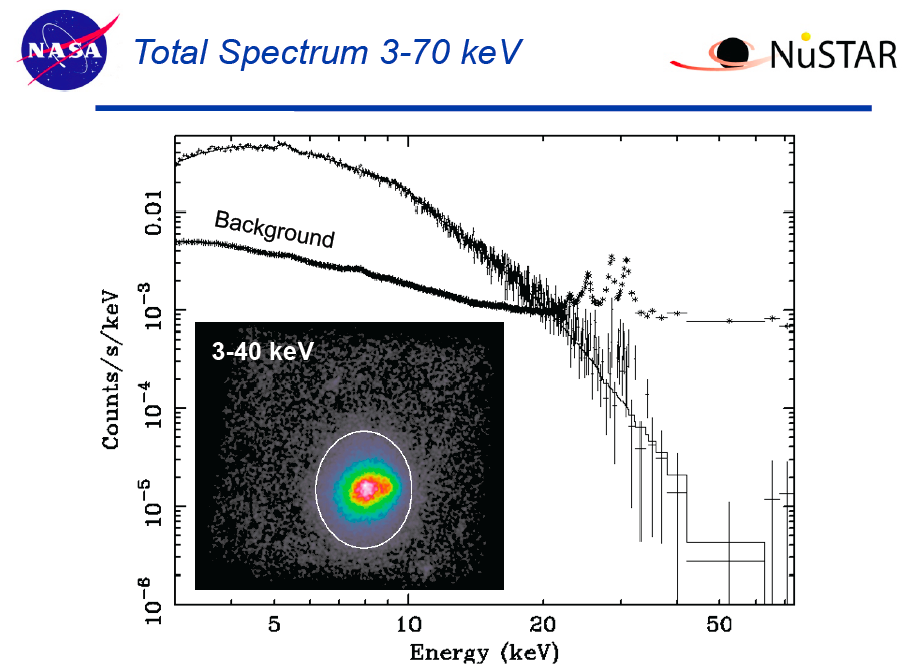 NASA
Total Spectrum 3-70 keV
NuSTAR
Background
3-40 keV
Counts/s/keV
0.01
10⁻³
10⁻⁴
10⁻⁵
10⁻⁶
5 10 20 50
Energy (keV)